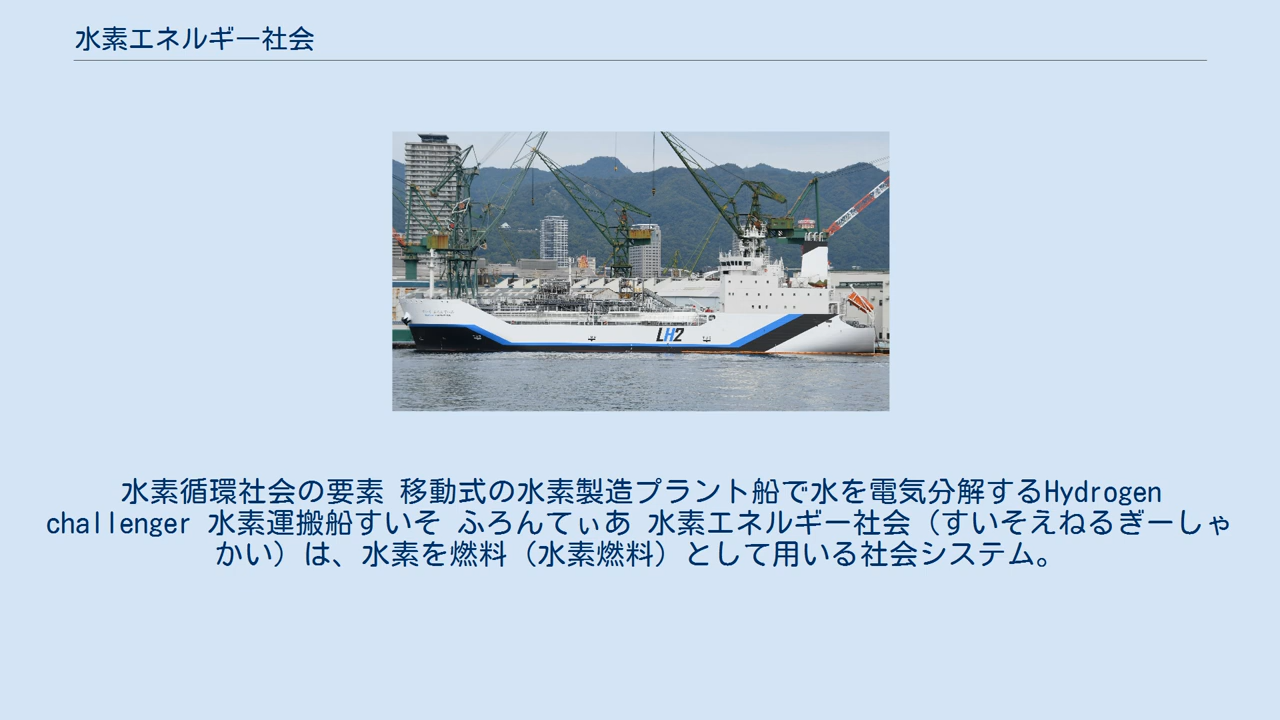 水素エネルギー社会
LH2
水素循環社会の要素 移動式の水素製造プラント船で水を電気分解するHydrogen
challenger 水素運搬船すいそ ふろんてぃあ 水素エネルギー社会（すいそえねるぎーしゃ
かい）は、水素を燃料（水素燃料）として用いる社会システム。